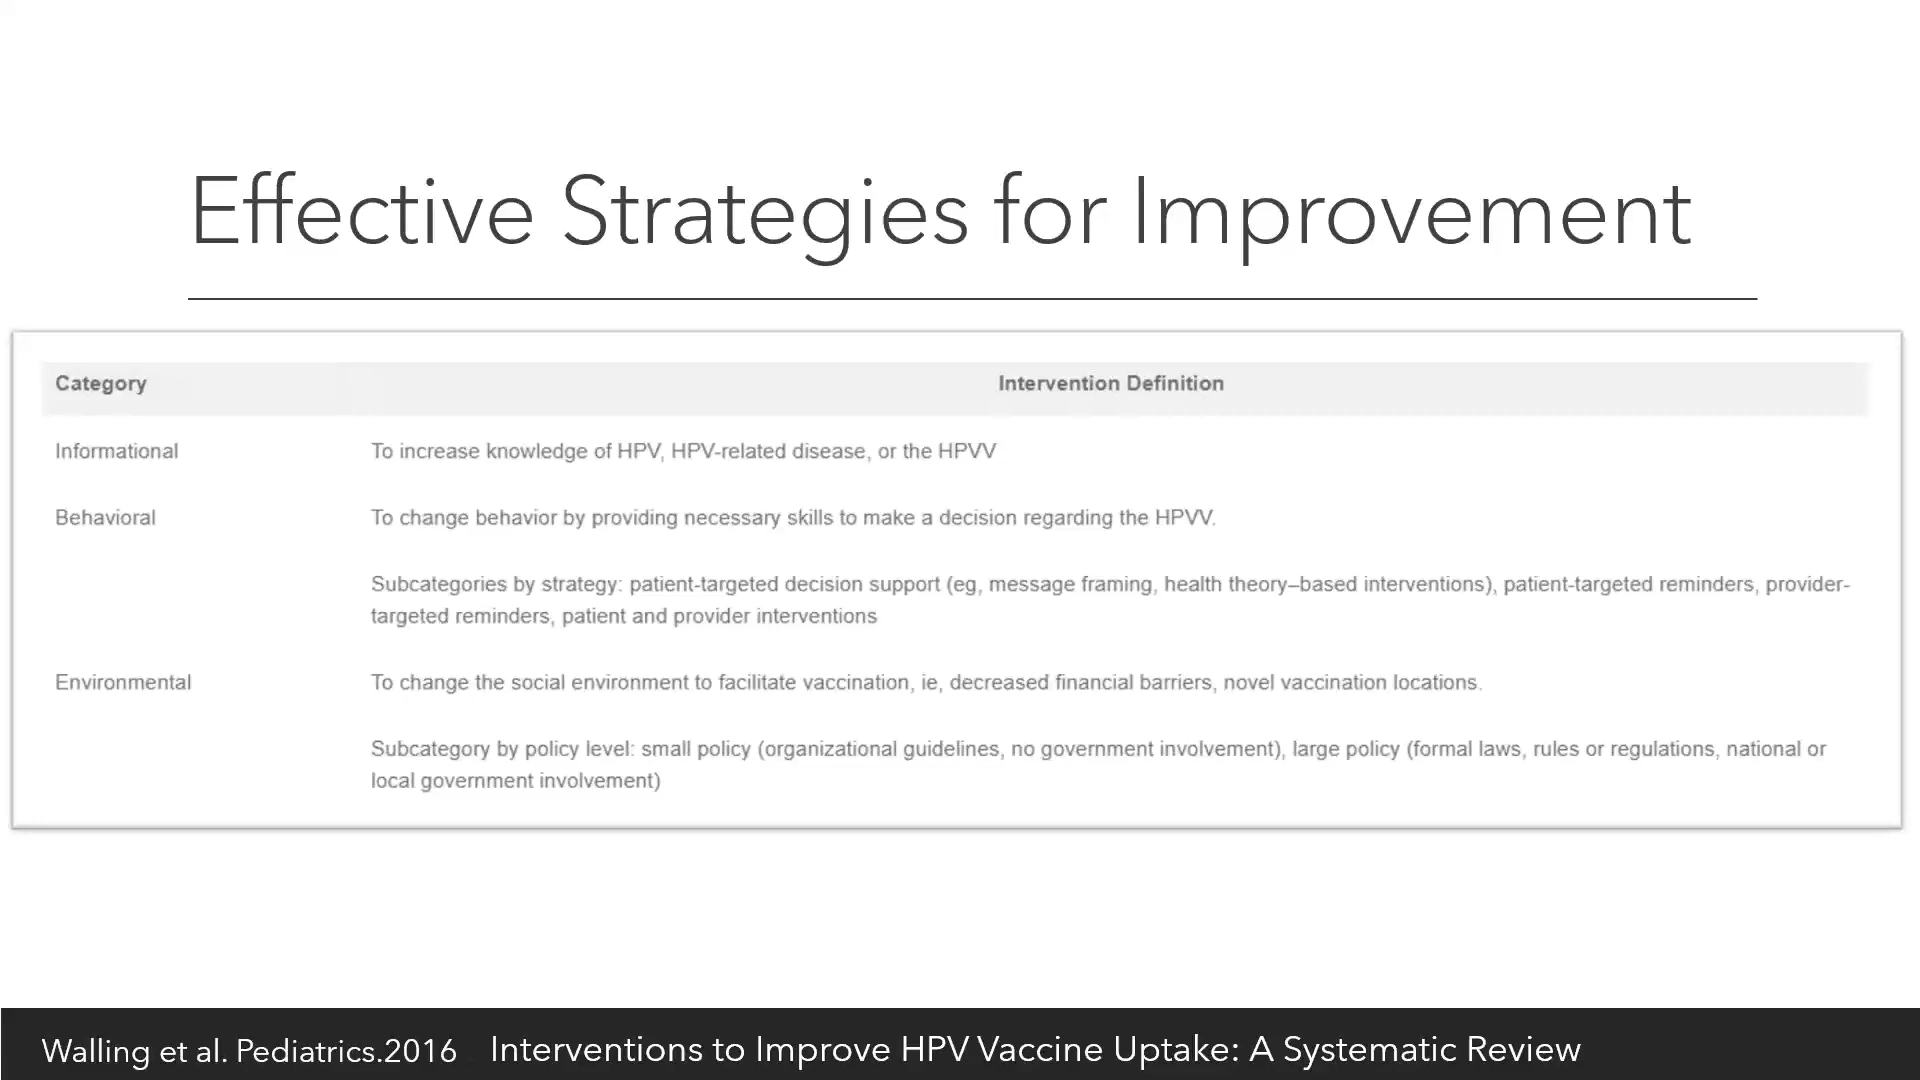 Effective Strategies for Improvement
Category Intervention Definition
Informational To increase knowledge of HPV, HPV-related disease, or the HPVV
Behavioral To change behavior by providing necessary skills to make a decision regarding the HPVV.
Subcategories by strategy: patient-targeted decision support (eg, message framing, health theory–based interventions), patient-targeted reminders, provider-
targeted reminders, patient and provider interventions
Environmental To change the social environment to facilitate vaccination, ie, decreased financial barriers, novel vaccination locations.
Subcategory by policy level: small policy (organizational guidelines, no government involvement), large policy (formal laws, rules or regulations, national or
local government involvement)
Walling et al. Pediatrics.2016 Interventions to Improve HPV Vaccine Uptake: A Systematic Review